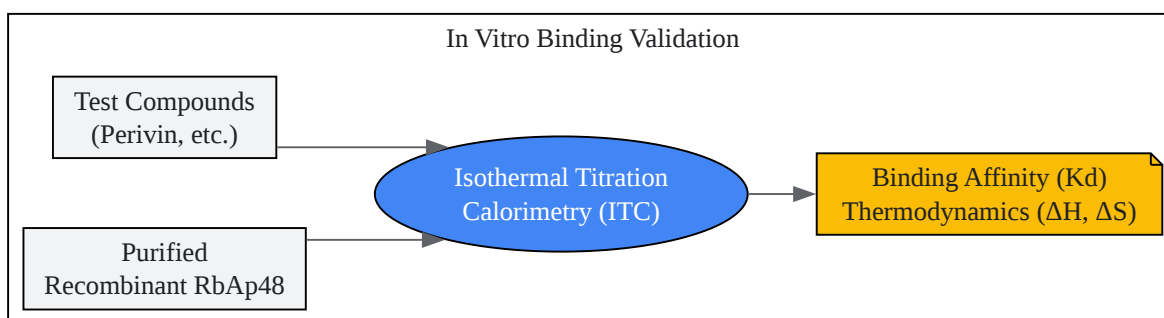 In Vitro Binding Validation
Test Compounds
(Perivin, etc.)
Isothermal Titration
Calorimetry (ITC)
Binding Affinity (Kd)
Thermodynamics (ΔH, ΔS)
Purified
Recombinant RbAp48